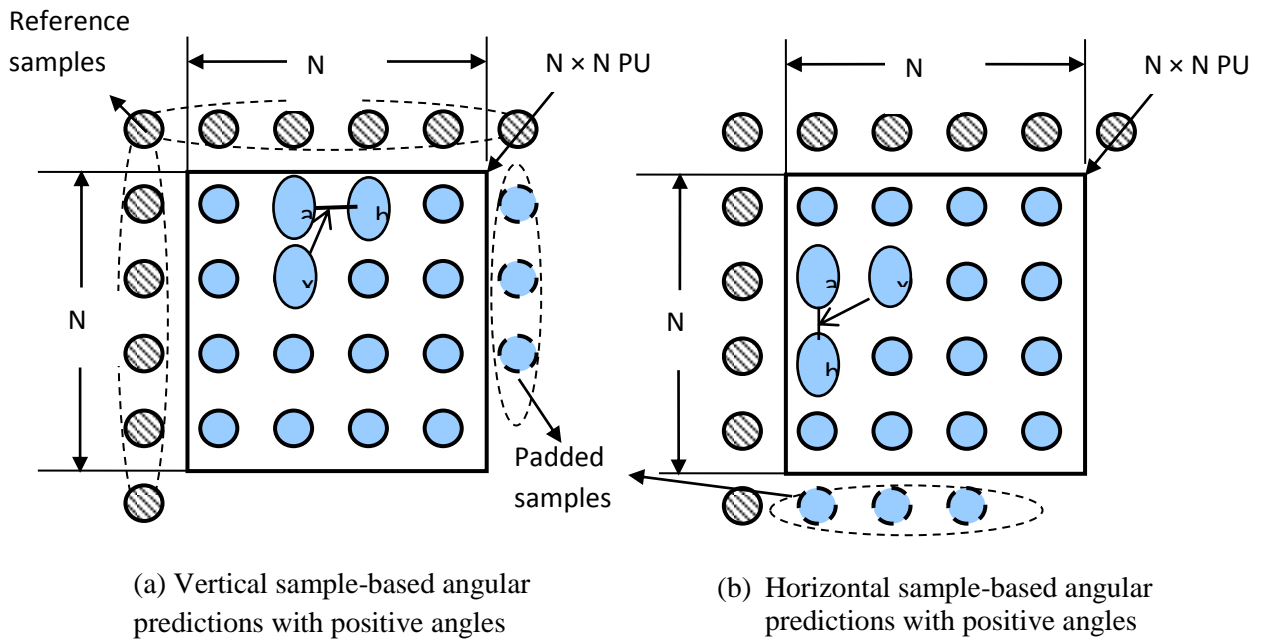 Reference
samples
N
N × N PU
N
a
N
Padded
samples
(a) Vertical sample-based angular
predictions with positive angles
N
N × N PU
N
a
(b) Horizontal sample-based angular
predictions with positive angles